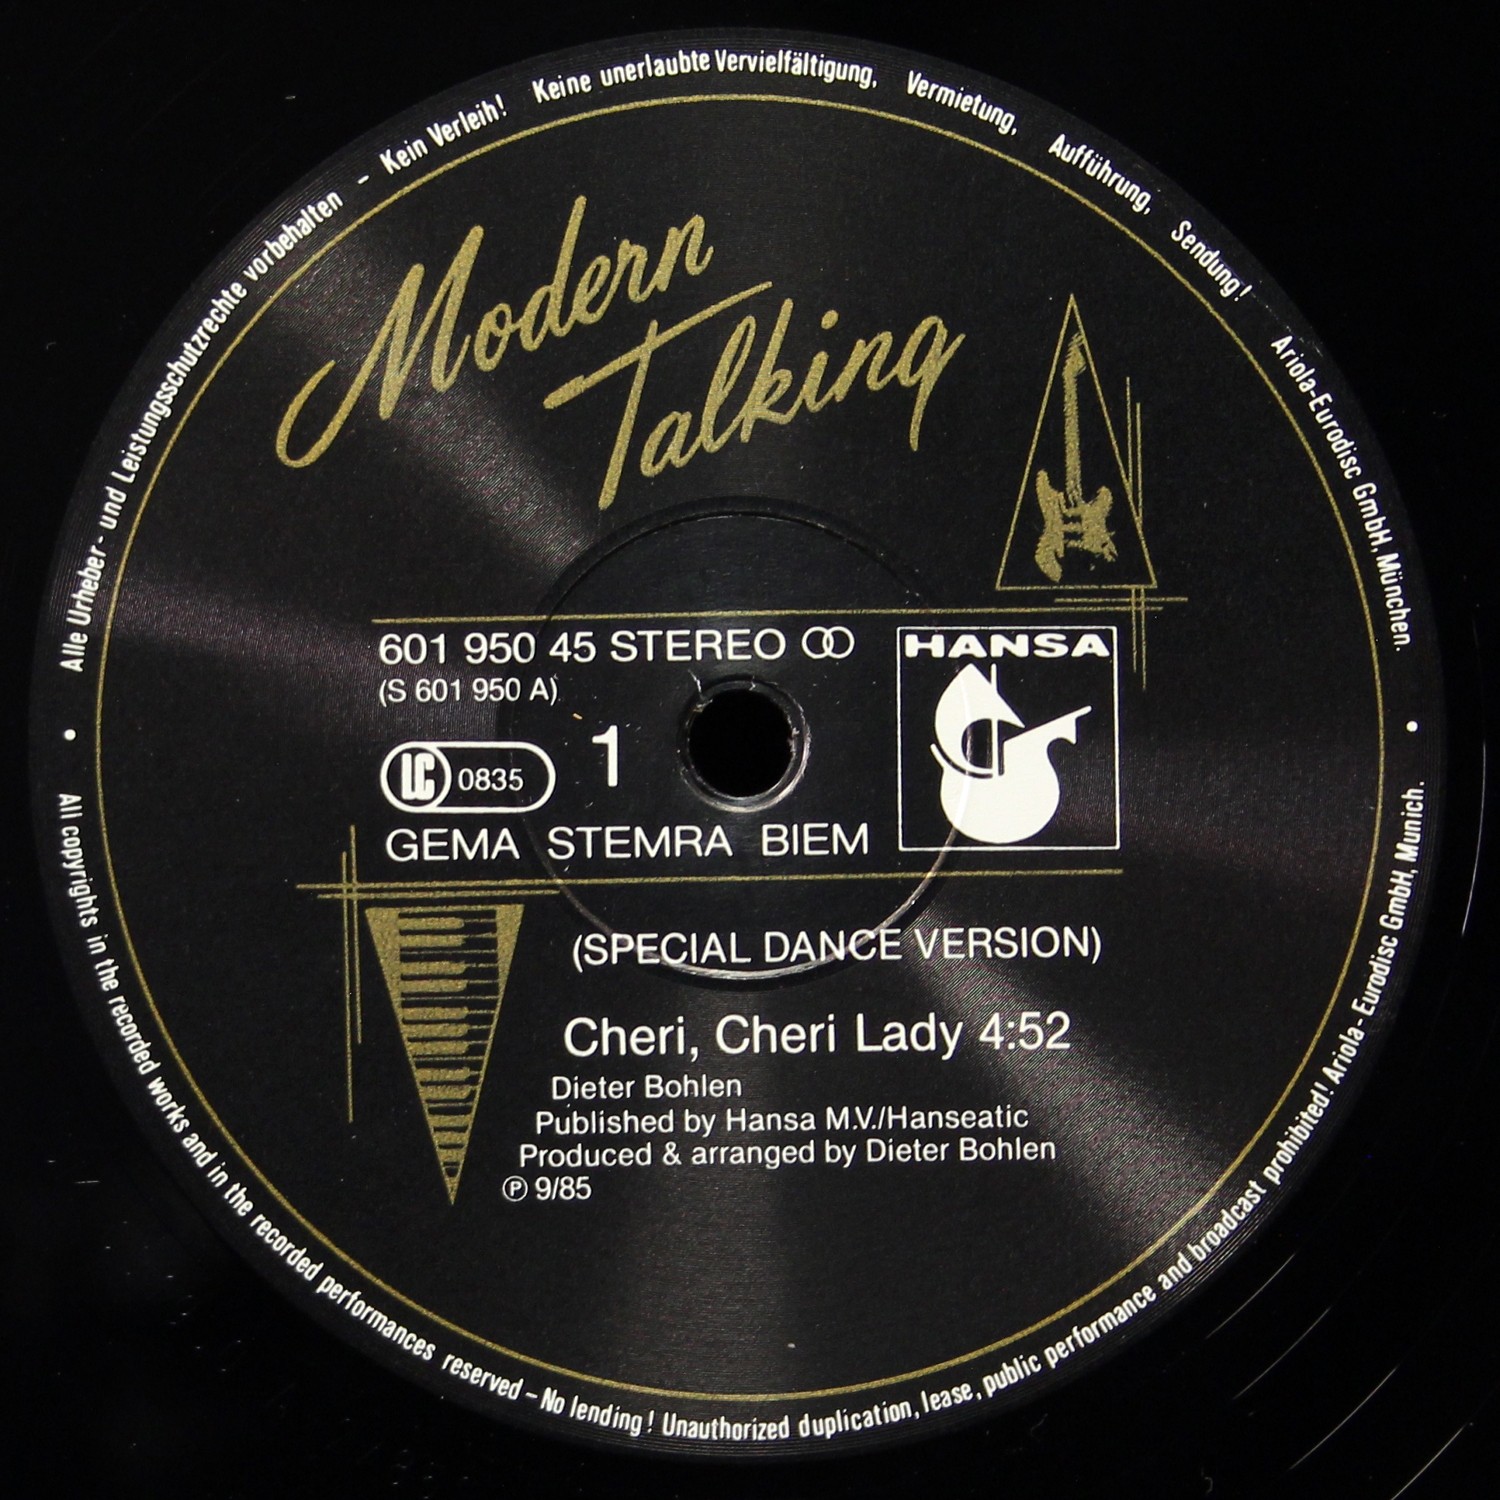 Alle Urheber- und Leistungsschutzrechte vorbehalten – Kein Verleih! Keine unerlaubte Vervielfältigung, Vermietung, Aufführung, Sendung! Ariola-Eurodisc GmbH, München.
Modern
Talking
601 950 45 STEREO
(S 601 950 A)
HANSA
LC 0835
1
GEMA STEMRA BIEM
(SPECIAL DANCE VERSION)
Cheri, Cheri Lady 4:52
Dieter Bohlen
Published by Hansa M.V./Hanseatic
Produced & arranged by Dieter Bohlen
℗ 9/85
All copyrights in the recorded works and in the recorded performances reserved – No lending! Unauthorized duplication, lease, public performance and broadcast prohibited! Ariola-Eurodisc GmbH, Munich.